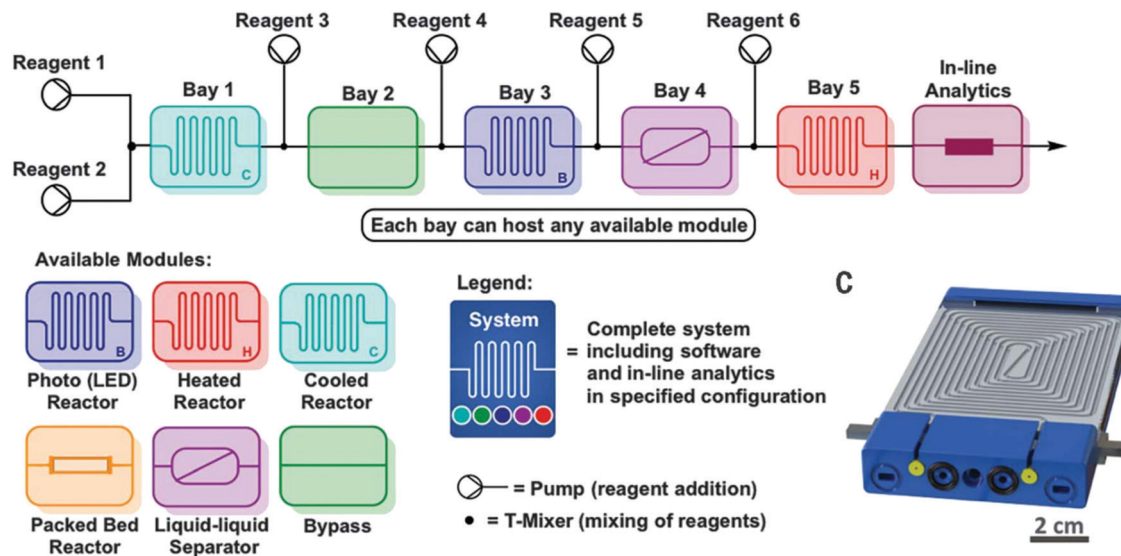 Reagent 1
Reagent 2
Reagent 3
Reagent 4
Reagent 5
Reagent 6
Bay 1
Bay 2
Bay 3
Bay 4
Bay 5
In-line
Analytics
C
B
H
Each bay can host any available module
Available Modules:
B
H
C
Photo (LED)
Reactor
Heated
Reactor
Cooled
Reactor
Packed Bed
Reactor
Liquid-liquid
Separator
Bypass
Legend:
System
= Complete system
including software
and in-line analytics
in specified configuration
= Pump (reagent addition)
= T-Mixer (mixing of reagents)
C
2 cm